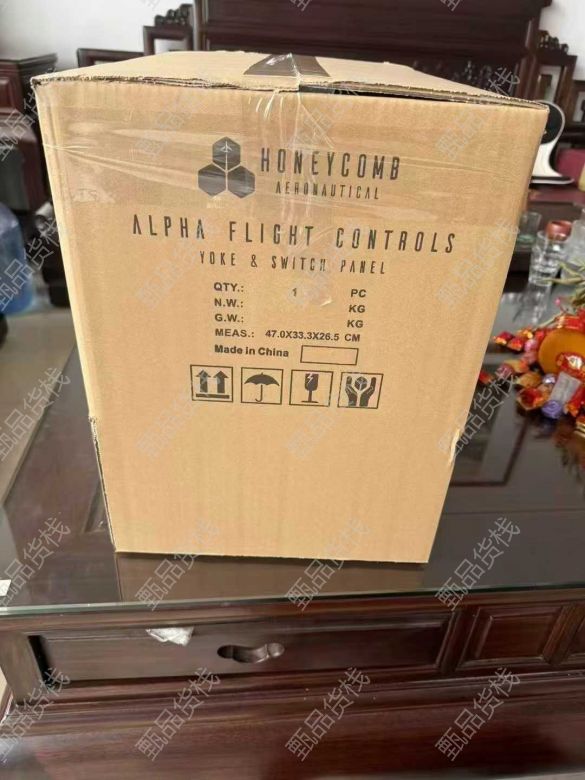 HONEYCOMB
AERONAUTICAL
ALPHA FLIGHT CONTROLS
YOKE & SWITCH PANEL
QTY.: 1 PC
N.W.: KG
G.W.: KG
MEAS.: 47.0X33.3X26.5 CM
Made in China
甄品货栈